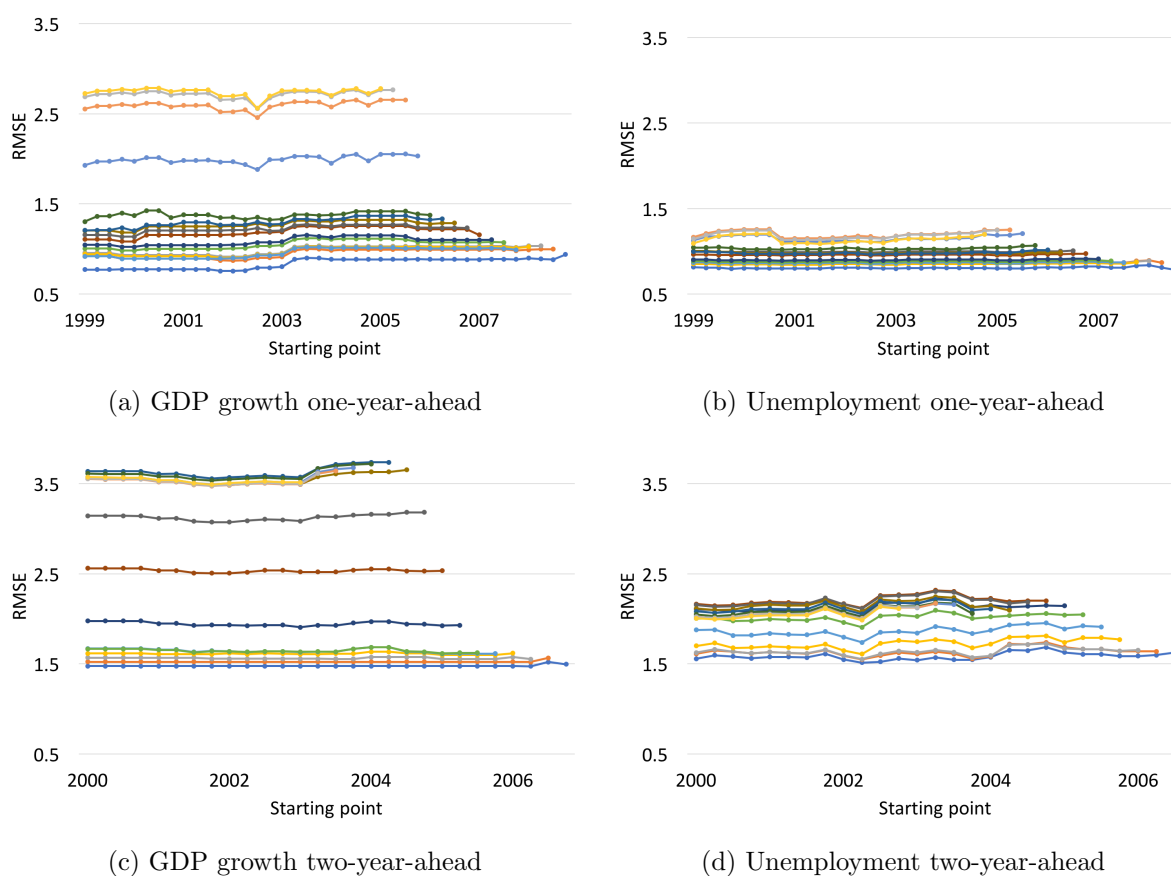 3.5
2.5
1.5
0.5
RMSE
1999 2001 2003 2005 2007
Starting point
(a) GDP growth one-year-ahead
3.5
2.5
1.5
0.5
RMSE
1999 2001 2003 2005 2007
Starting point
(b) Unemployment one-year-ahead
3.5
2.5
1.5
0.5
RMSE
2000 2002 2004 2006
Starting point
(c) GDP growth two-year-ahead
3.5
2.5
1.5
0.5
RMSE
2000 2002 2004 2006
Starting point
(d) Unemployment two-year-ahead